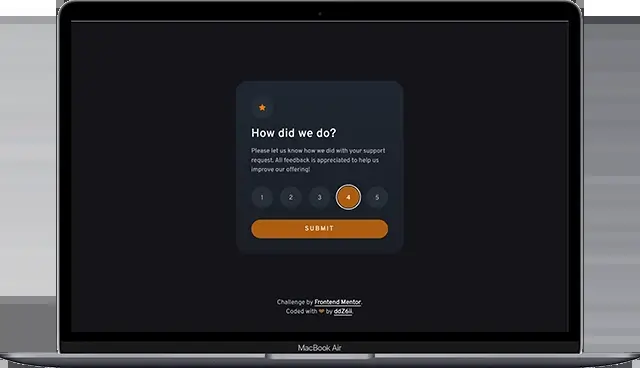 How did we do?
Please let us know how we did with your support
request. All feedback is appreciated to help us
improve our offering!
1 2 3 4 5
SUBMIT
Challenge by Frontend Mentor.
Coded with 🧡 by ddZ6ii.
MacBook Air